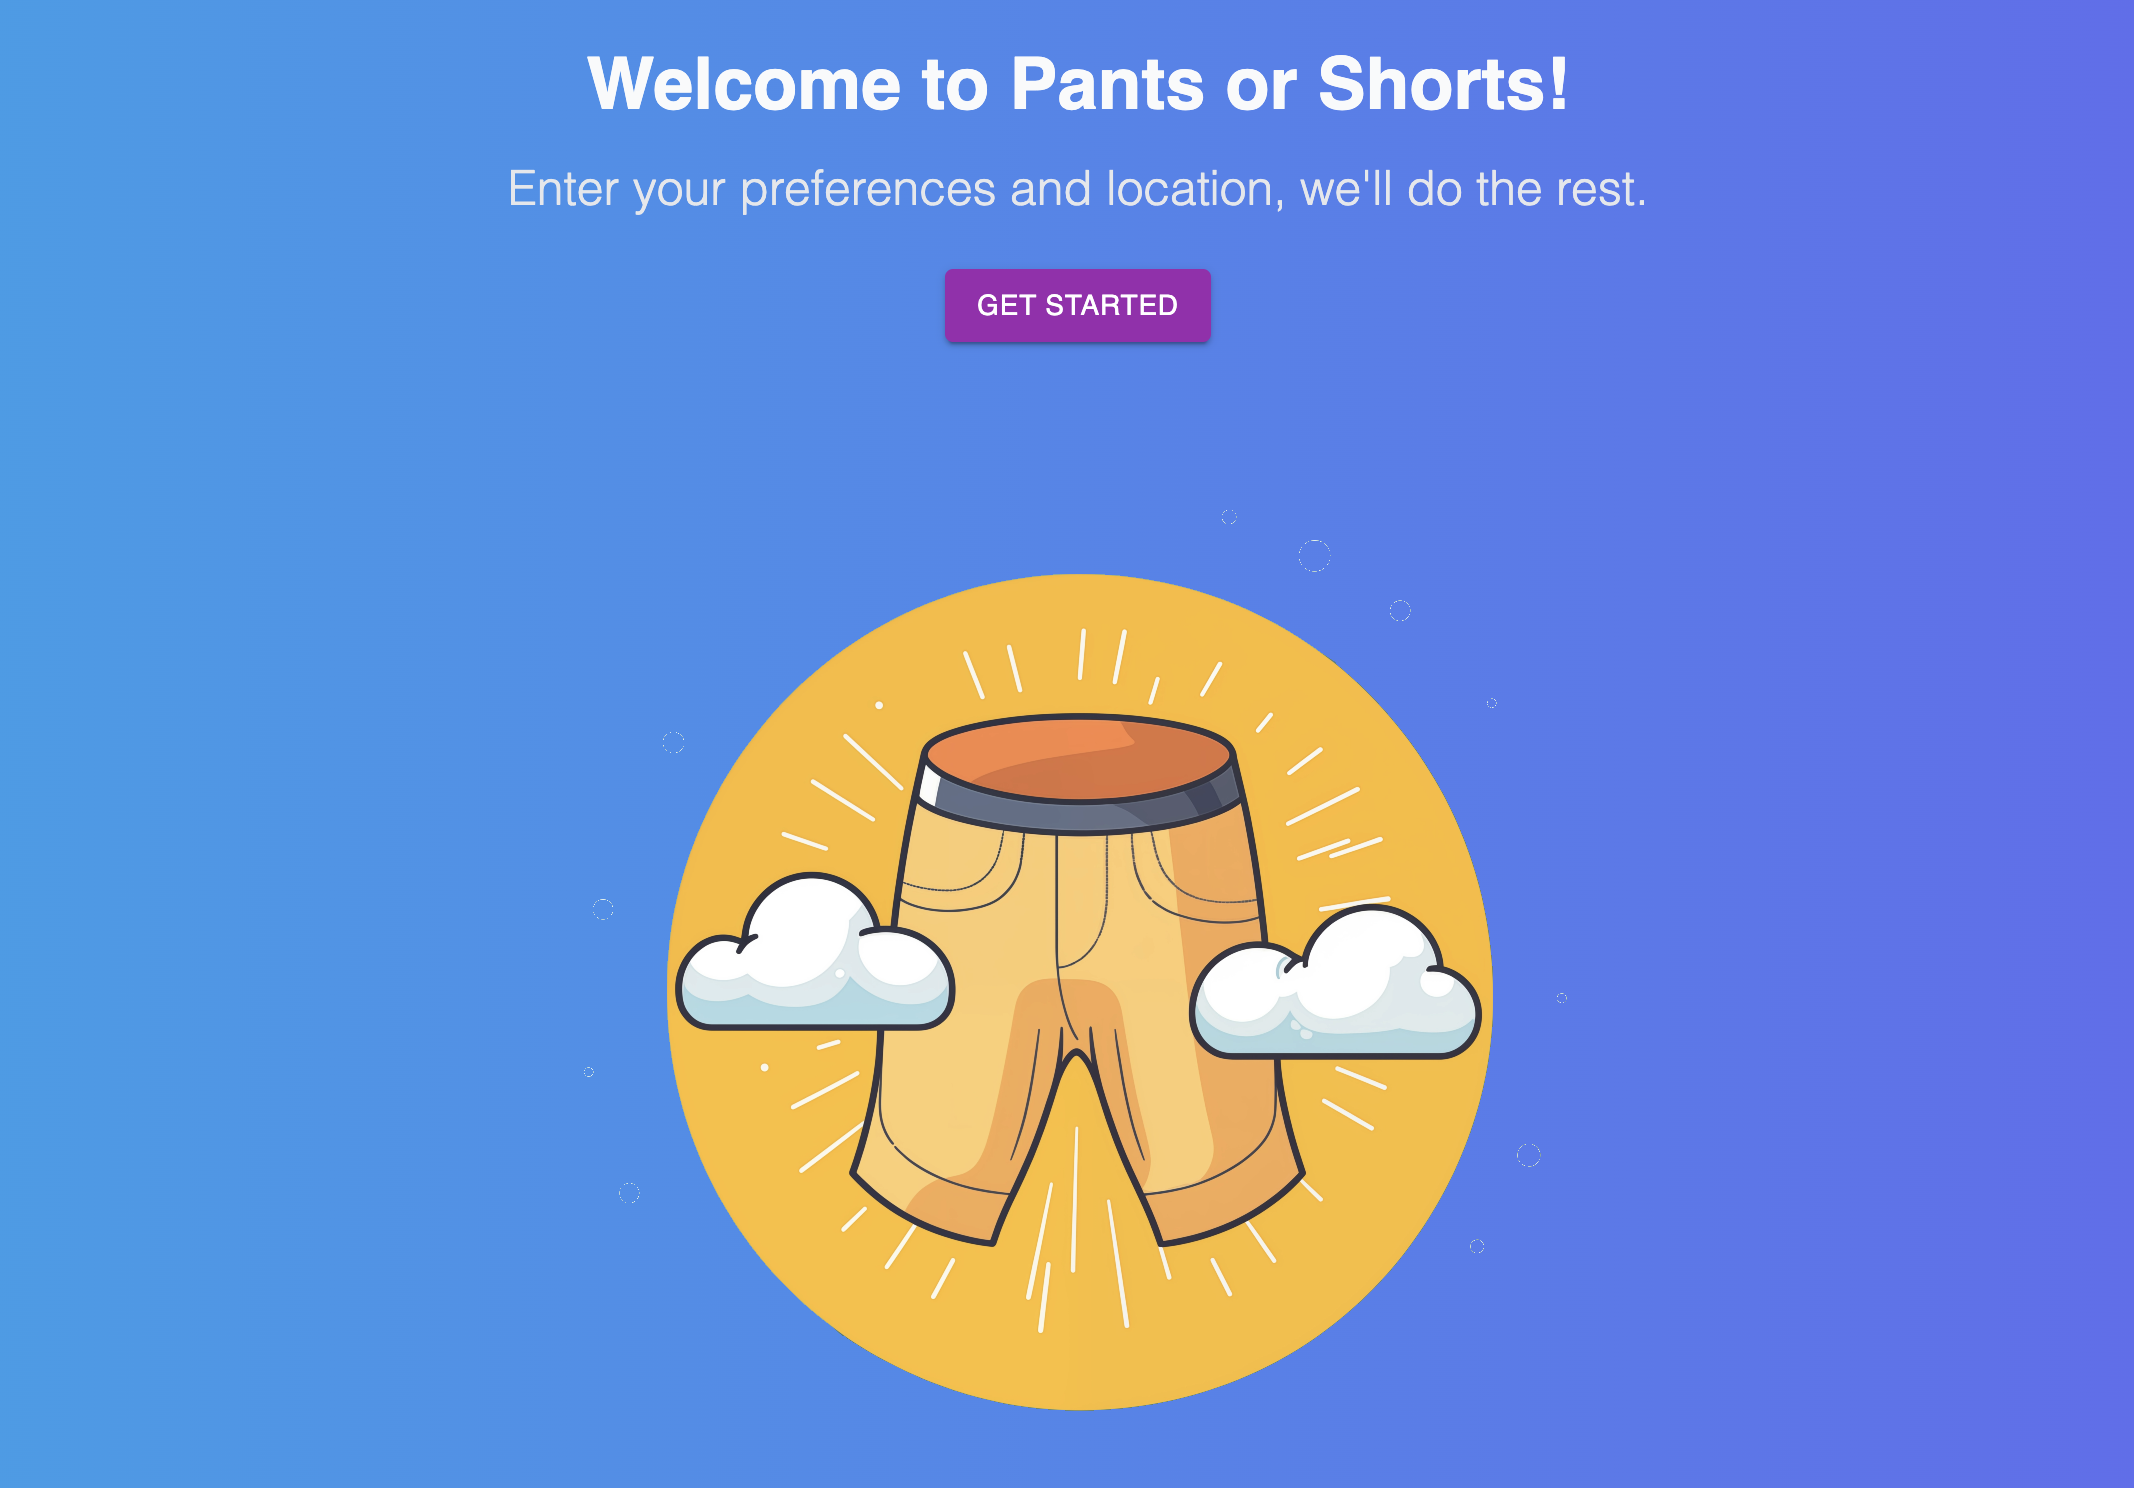 Welcome to Pants or Shorts!
Enter your preferences and location, we'll do the rest.
GET STARTED